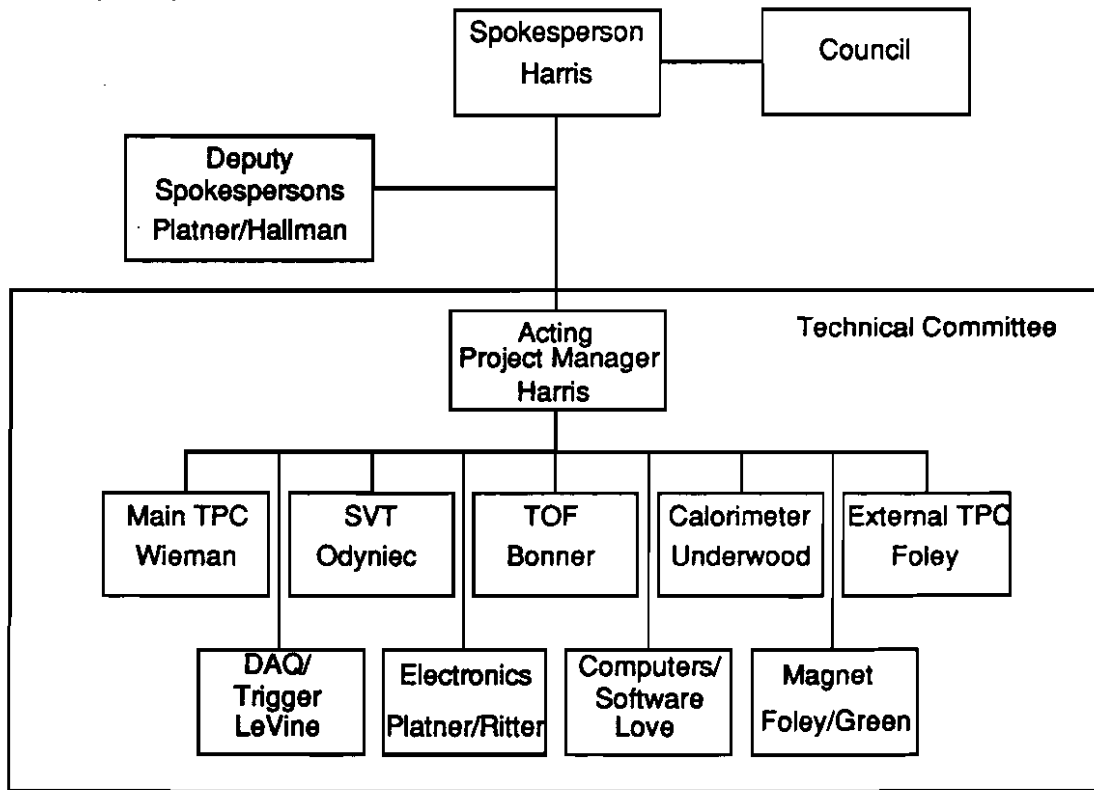 Spokesperson
Harris
Council
Deputy
Spokespersons
Platner/Hallman
Technical Committee
Acting
Project Manager
Harris
Main TPC
Wieman
SVT
Odyniec
TOF
Bonner
Calorimeter
Underwood
External TPC
Foley
DAQ/
Trigger
LeVine
Electronics
Platner/Ritter
Computers/
Software
Love
Magnet
Foley/Green